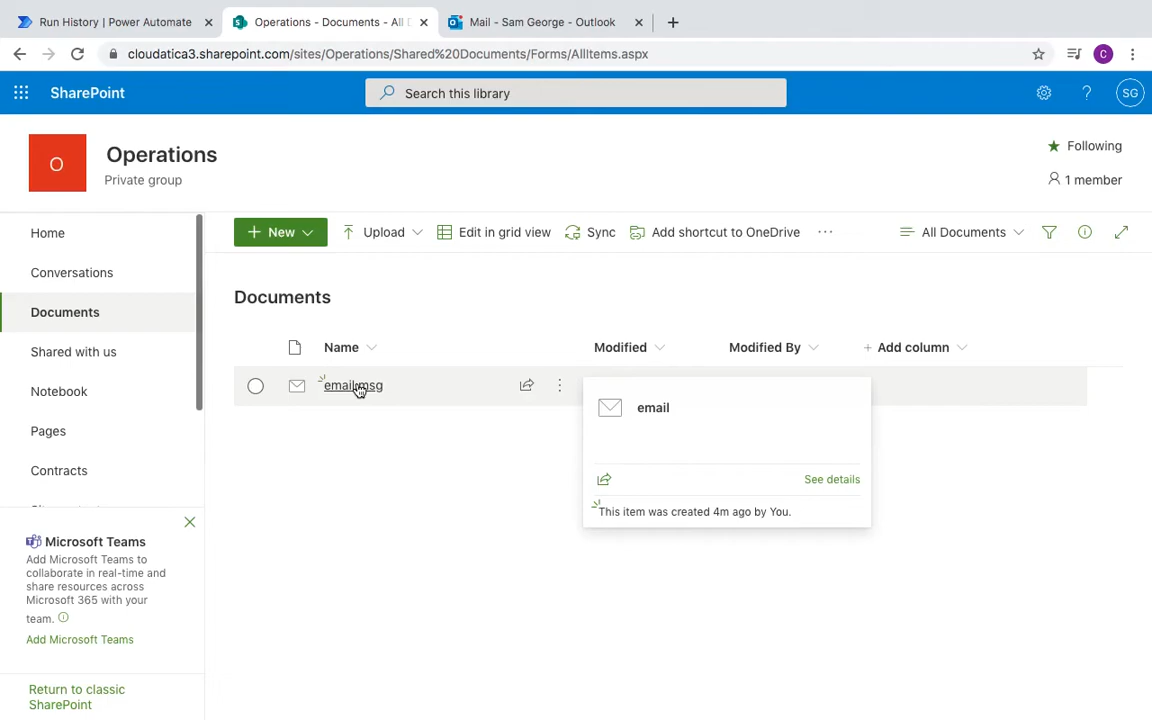 Run History | Power Automate
Operations - Documents - All D
Mail - Sam George - Outlook
cloudatica3.sharepoint.com/sites/Operations/Shared%20Documents/Forms/AllItems.aspx
C
SharePoint
Search this library
SG
O
Operations
Private group
Following
1 member
Home
Conversations
Documents
Shared with us
Notebook
Pages
Contracts
New
Upload
Edit in grid view
Sync
Add shortcut to OneDrive
All Documents
Documents
Name
Modified
Modified By
Add column
email.msg
email
See details
This item was created 4m ago by You.
Microsoft Teams
Add Microsoft Teams to
collaborate in real-time and
share resources across
Microsoft 365 with your
team.
Add Microsoft Teams
Return to classic
SharePoint